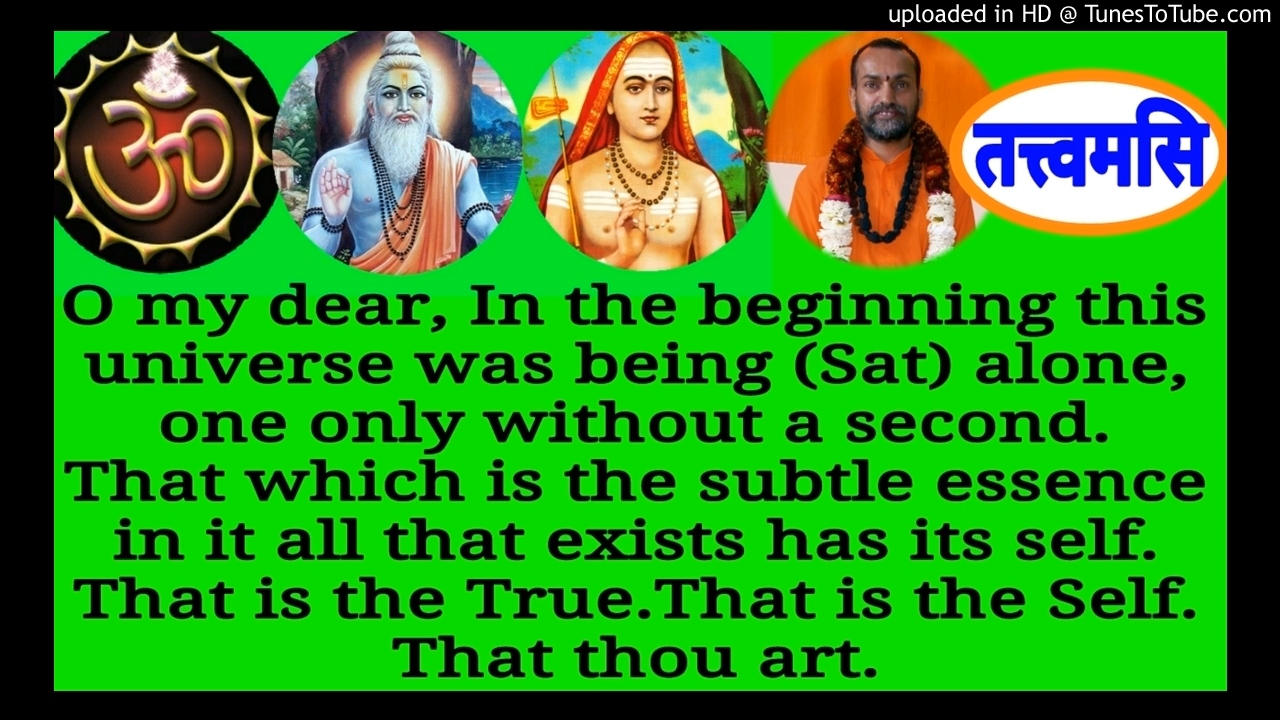 uploaded in HD @ TunesToTube.com
ॐ
तत्त्वमसि
O my dear, In the beginning this
universe was being (Sat) alone,
one only without a second.
That which is the subtle essence
in it all that exists has its self.
That is the True.That is the Self.
That thou art.